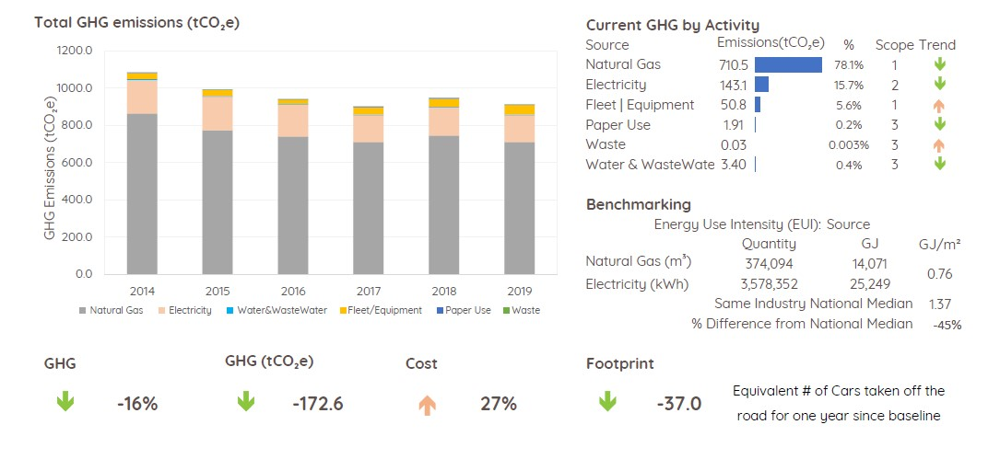 Total GHG emissions (tCO₂e)
GHG Emissions (tCO₂e)
1200.0
1000.0
800.0
600.0
400.0
200.0
0.0
2014 2015 2016 2017 2018 2019
Natural Gas Electricity Water&WasteWater Fleet/Equipment Paper Use Waste
Current GHG by Activity
Source Emissions(tCO₂e) % Scope Trend
Natural Gas 710.5 78.1% 1
Electricity 143.1 15.7% 2
Fleet | Equipment 50.8 5.6% 1
Paper Use 1.91 0.2% 3
Waste 0.03 0.003% 3
Water & WasteWate 3.40 0.4% 3
Benchmarking
Energy Use Intensity (EUI): Source
Quantity GJ GJ/m²
Natural Gas (m³) 374,094 14,071
0.76
Electricity (kWh) 3,578,352 25,249
Same Industry National Median 1.37
% Difference from National Median -45%
GHG GHG (tCO₂e) Cost Footprint
-16% -172.6 27% -37.0
Equivalent # of Cars taken off the
road for one year since baseline